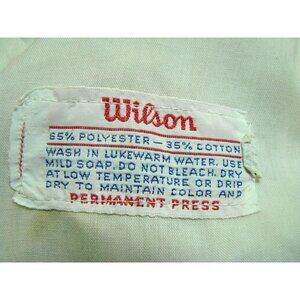 Wilson
65% POLYESTER — 35% COTTON
WASH IN LUKEWARM WATER. USE
MILD SOAP. DO NOT BLEACH. DRY
AT LOW TEMPERATURE OR DRIP
DRY TO MAINTAIN COLOR AND
PERMANENT PRESS